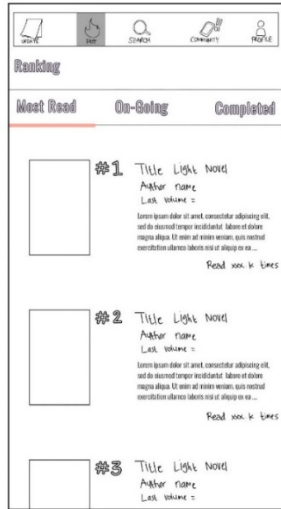 UPDATE
HOT
SEARCH
COMMUNITY
PROFILE
Ranking
Most Read
On-Going
Completed
#1
Title Light Novel
Author name
Last volume =
Lorem ipsum dolor sit amet, consectetur adipiscing elit,
sed do eiusmod tempor incididuntut labore et dolore
magna aliqua. Ut enim ad minim veniam, quis nostrud
exercitation ullamco laboris nisi ut aliquip ex ea ...
Read xxx k times
#2
Title Light Novel
Author name
Last volume =
Lorem ipsum dolor sit amet, consectetur adipiscing elit,
sed do eiusmod tempor incididuntut labore et dolore
magna aliqua. Ut enim ad minim veniam, quis nostrud
exercitation ullamco laboris nisi ut aliquip ex ea ...
Read xxx k times
#3
Title Light Novel
Author name
Last volume =